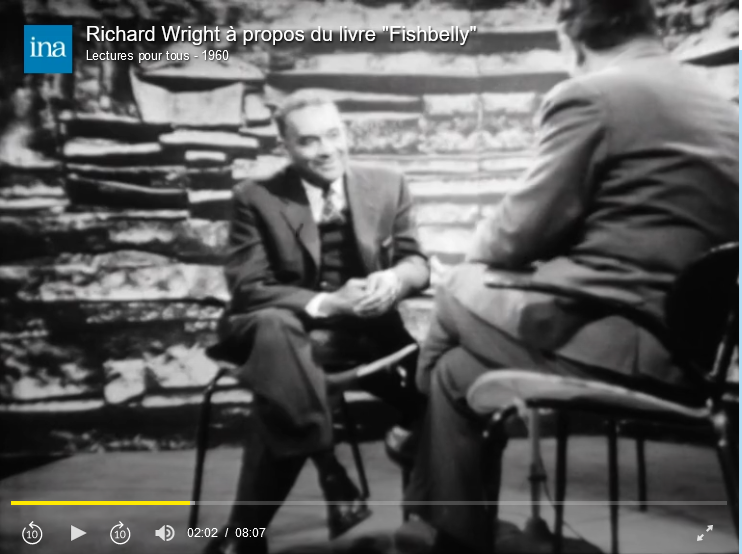 ina
Richard Wright à propos du livre "Fishbelly"
Lectures pour tous - 1960
10
10
02:02 / 08:07